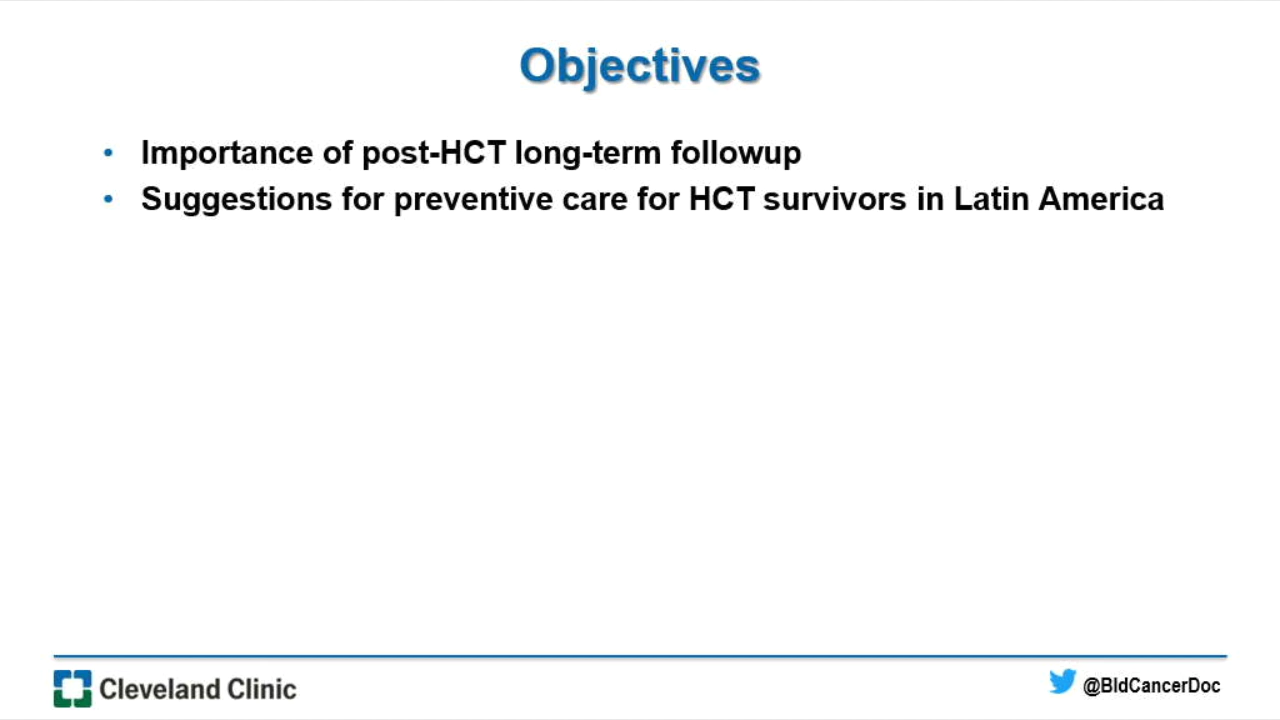 Objectives
• Importance of post-HCT long-term followup
• Suggestions for preventive care for HCT survivors in Latin America
Cleveland Clinic
@BldCancerDoc